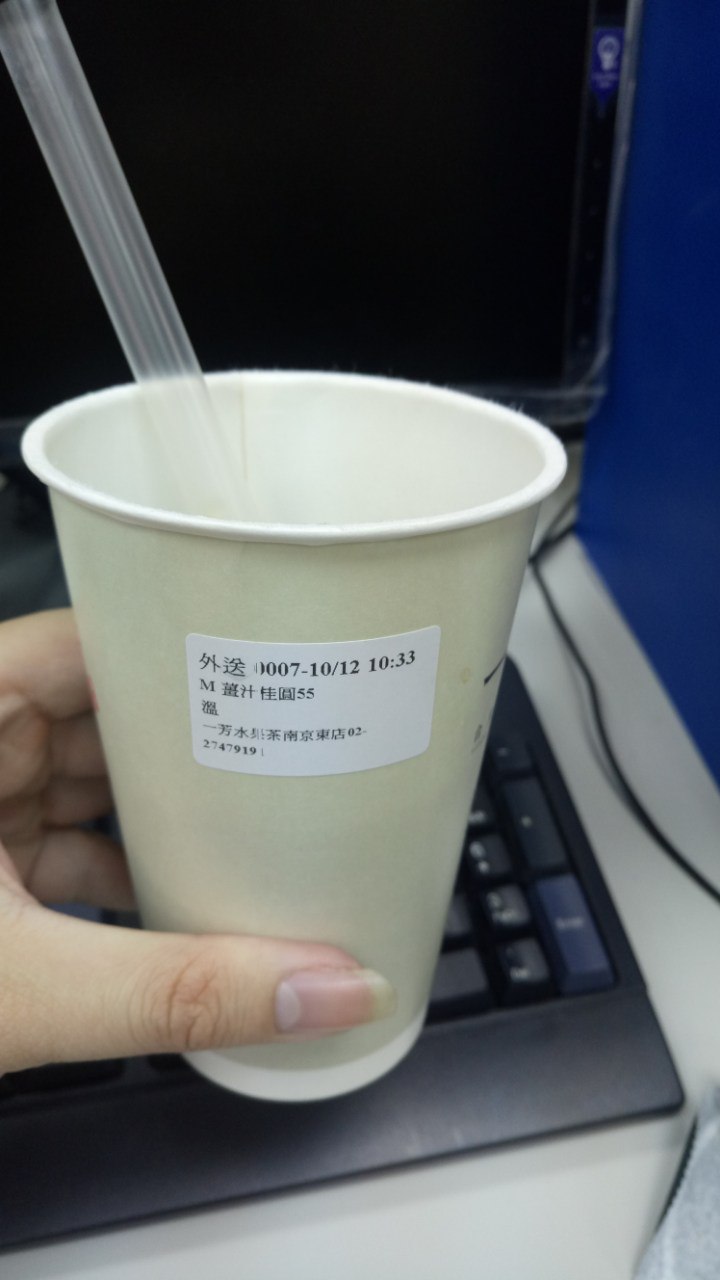 外送 0007-10/12 10:33
M 薑汁桂圓55
溫
一芳水果茶南京東店02-
2747919